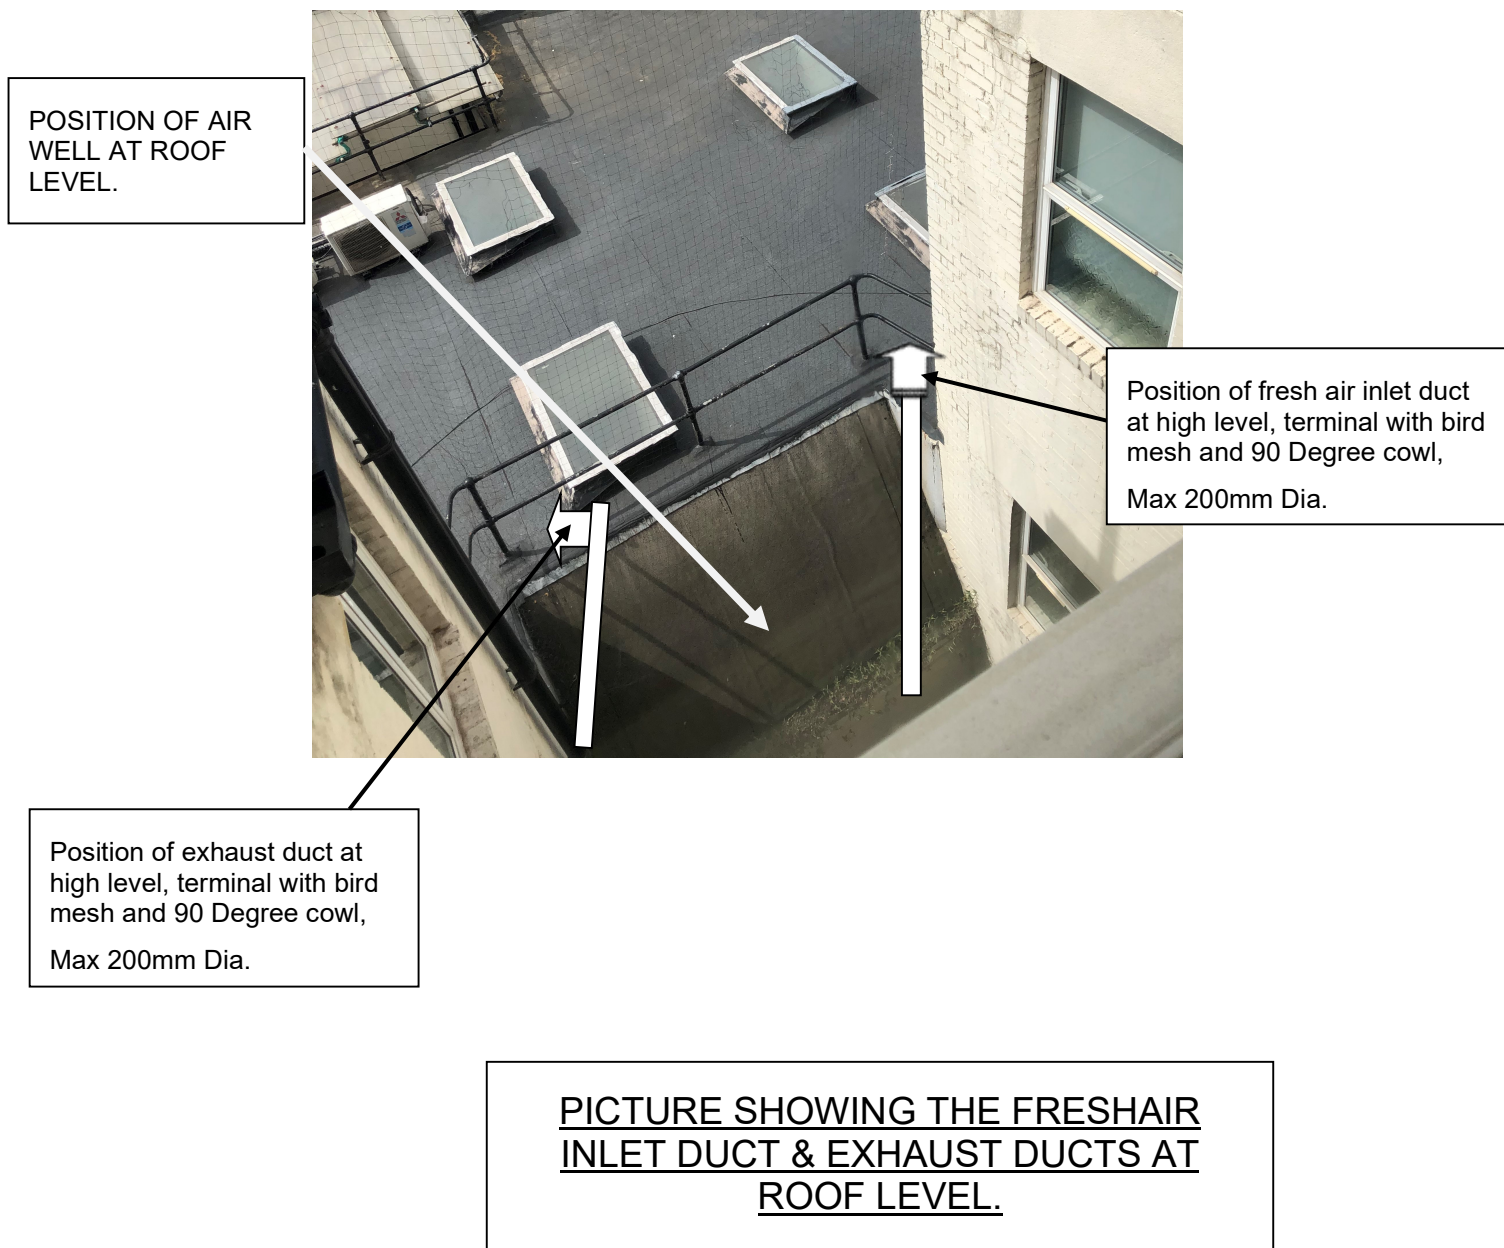 POSITION OF AIR
WELL AT ROOF
LEVEL.
Position of fresh air inlet duct
at high level, terminal with bird
mesh and 90 Degree cowl,
Max 200mm Dia.
Position of exhaust duct at
high level, terminal with bird
mesh and 90 Degree cowl,
Max 200mm Dia.
PICTURE SHOWING THE FRESHAIR
INLET DUCT & EXHAUST DUCTS AT
ROOF LEVEL.